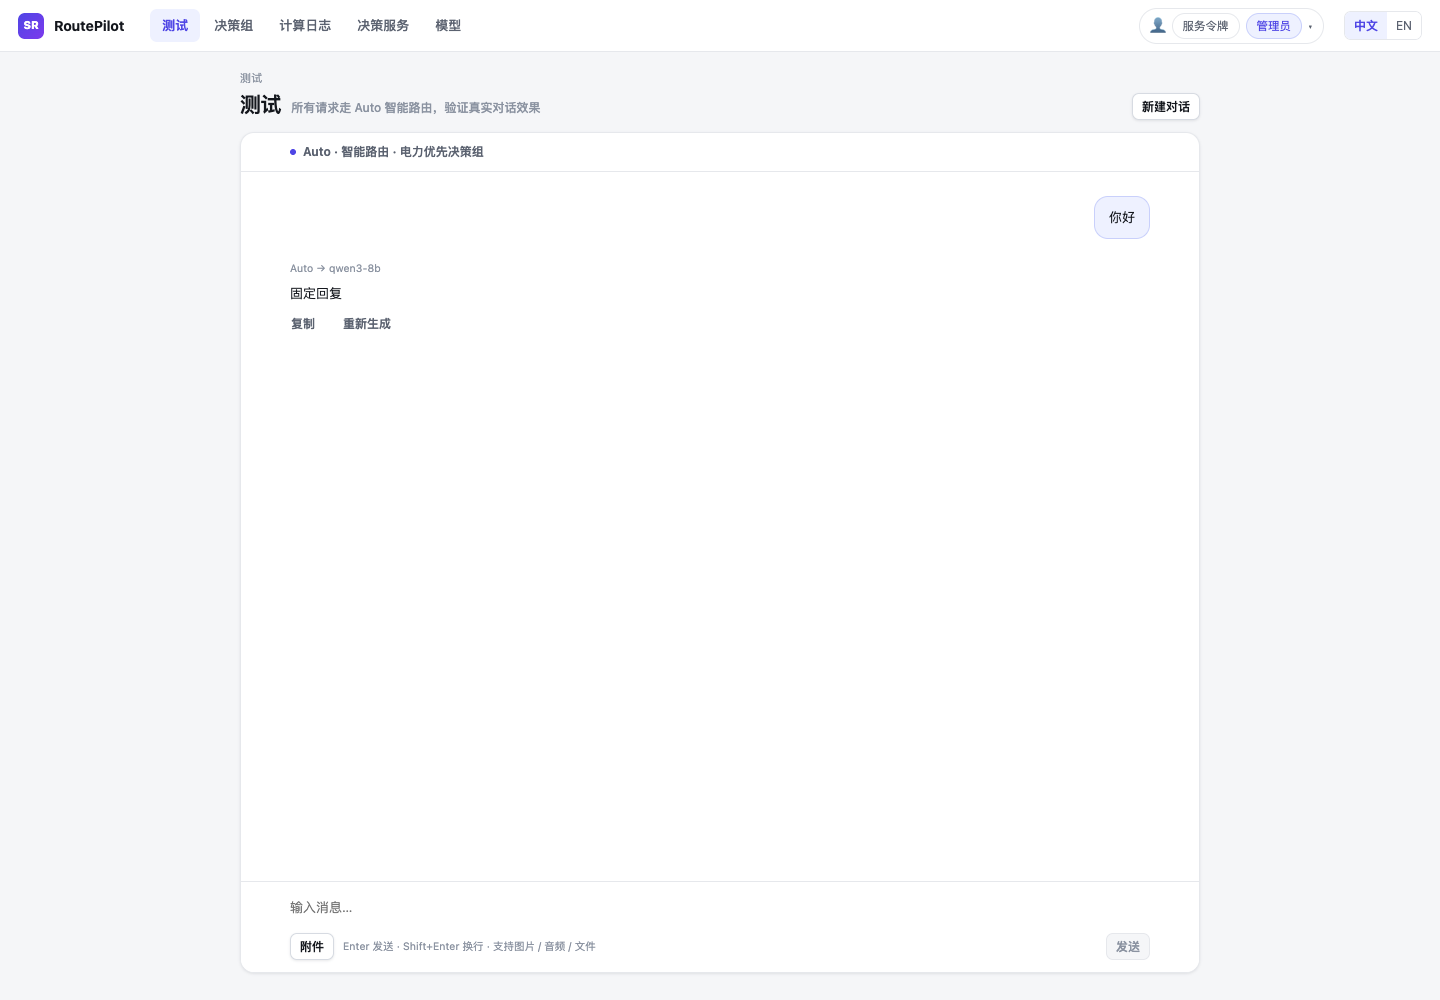 SR RoutePilot 测试 决策组 计算日志 决策服务 模型 服务令牌 管理员 中文 EN
测试
测试 所有请求走 Auto 智能路由，验证真实对话效果 新建对话
Auto · 智能路由 · 电力优先决策组
你好
Auto → qwen3-8b
固定回复
复制 重新生成
输入消息...
附件 Enter 发送 · Shift+Enter 换行 · 支持图片 / 音频 / 文件 发送